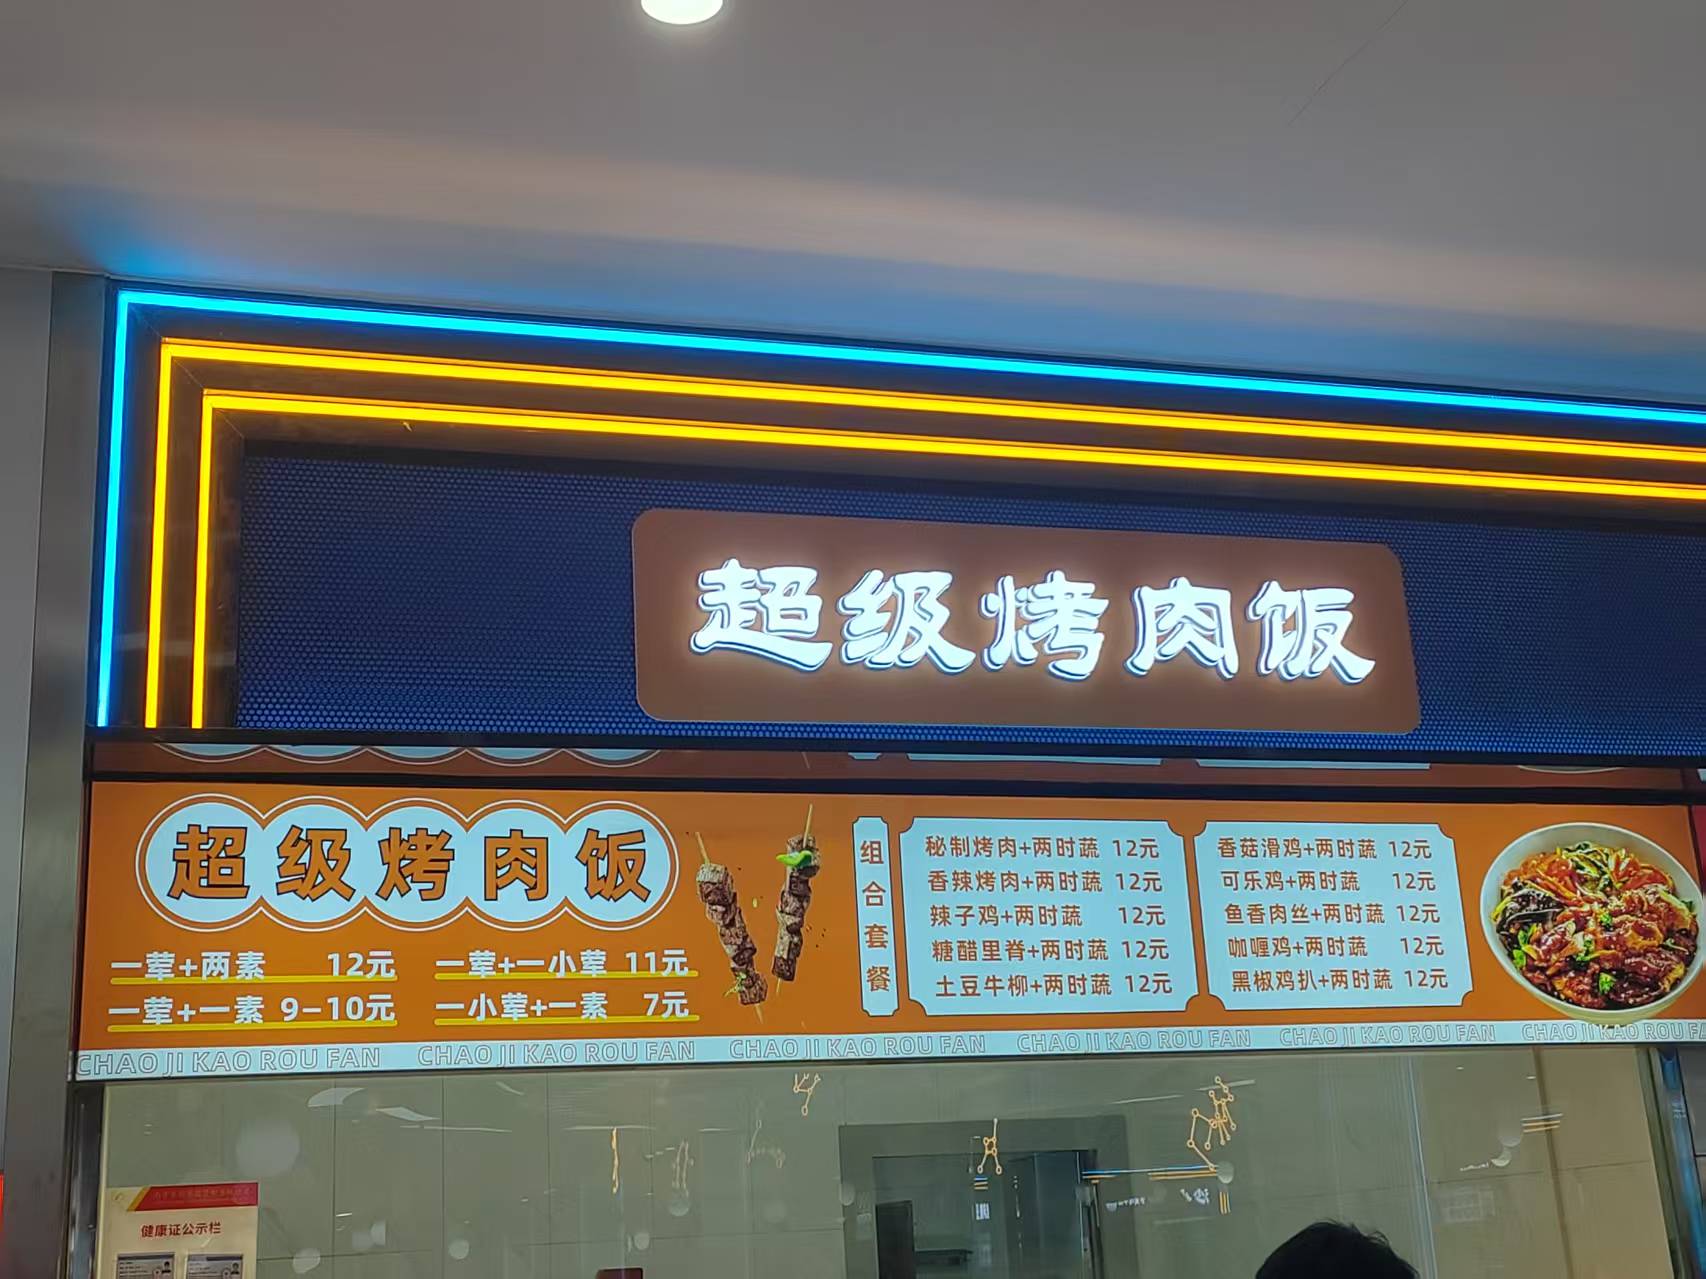 超级烤肉饭
超级烤肉饭
一荤+两素 12元
一荤+一小荤 11元
一荤+一素 9-10元
一小荤+一素 7元
组合套餐
秘制烤肉+两时蔬 12元
香辣烤肉+两时蔬 12元
辣子鸡+两时蔬 12元
糖醋里脊+两时蔬 12元
土豆牛柳+两时蔬 12元
香菇滑鸡+两时蔬 12元
可乐鸡+两时蔬 12元
鱼香肉丝+两时蔬 12元
咖喱鸡+两时蔬 12元
黑椒鸡扒+两时蔬 12元
CHAO JI KAO ROU FAN CHAO JI KAO ROU FAN CHAO JI KAO ROU FAN CHAO JI KAO ROU FAN CHAO JI KAO ROU FAN CHAO JI KAO ROU FA
健康证公示栏